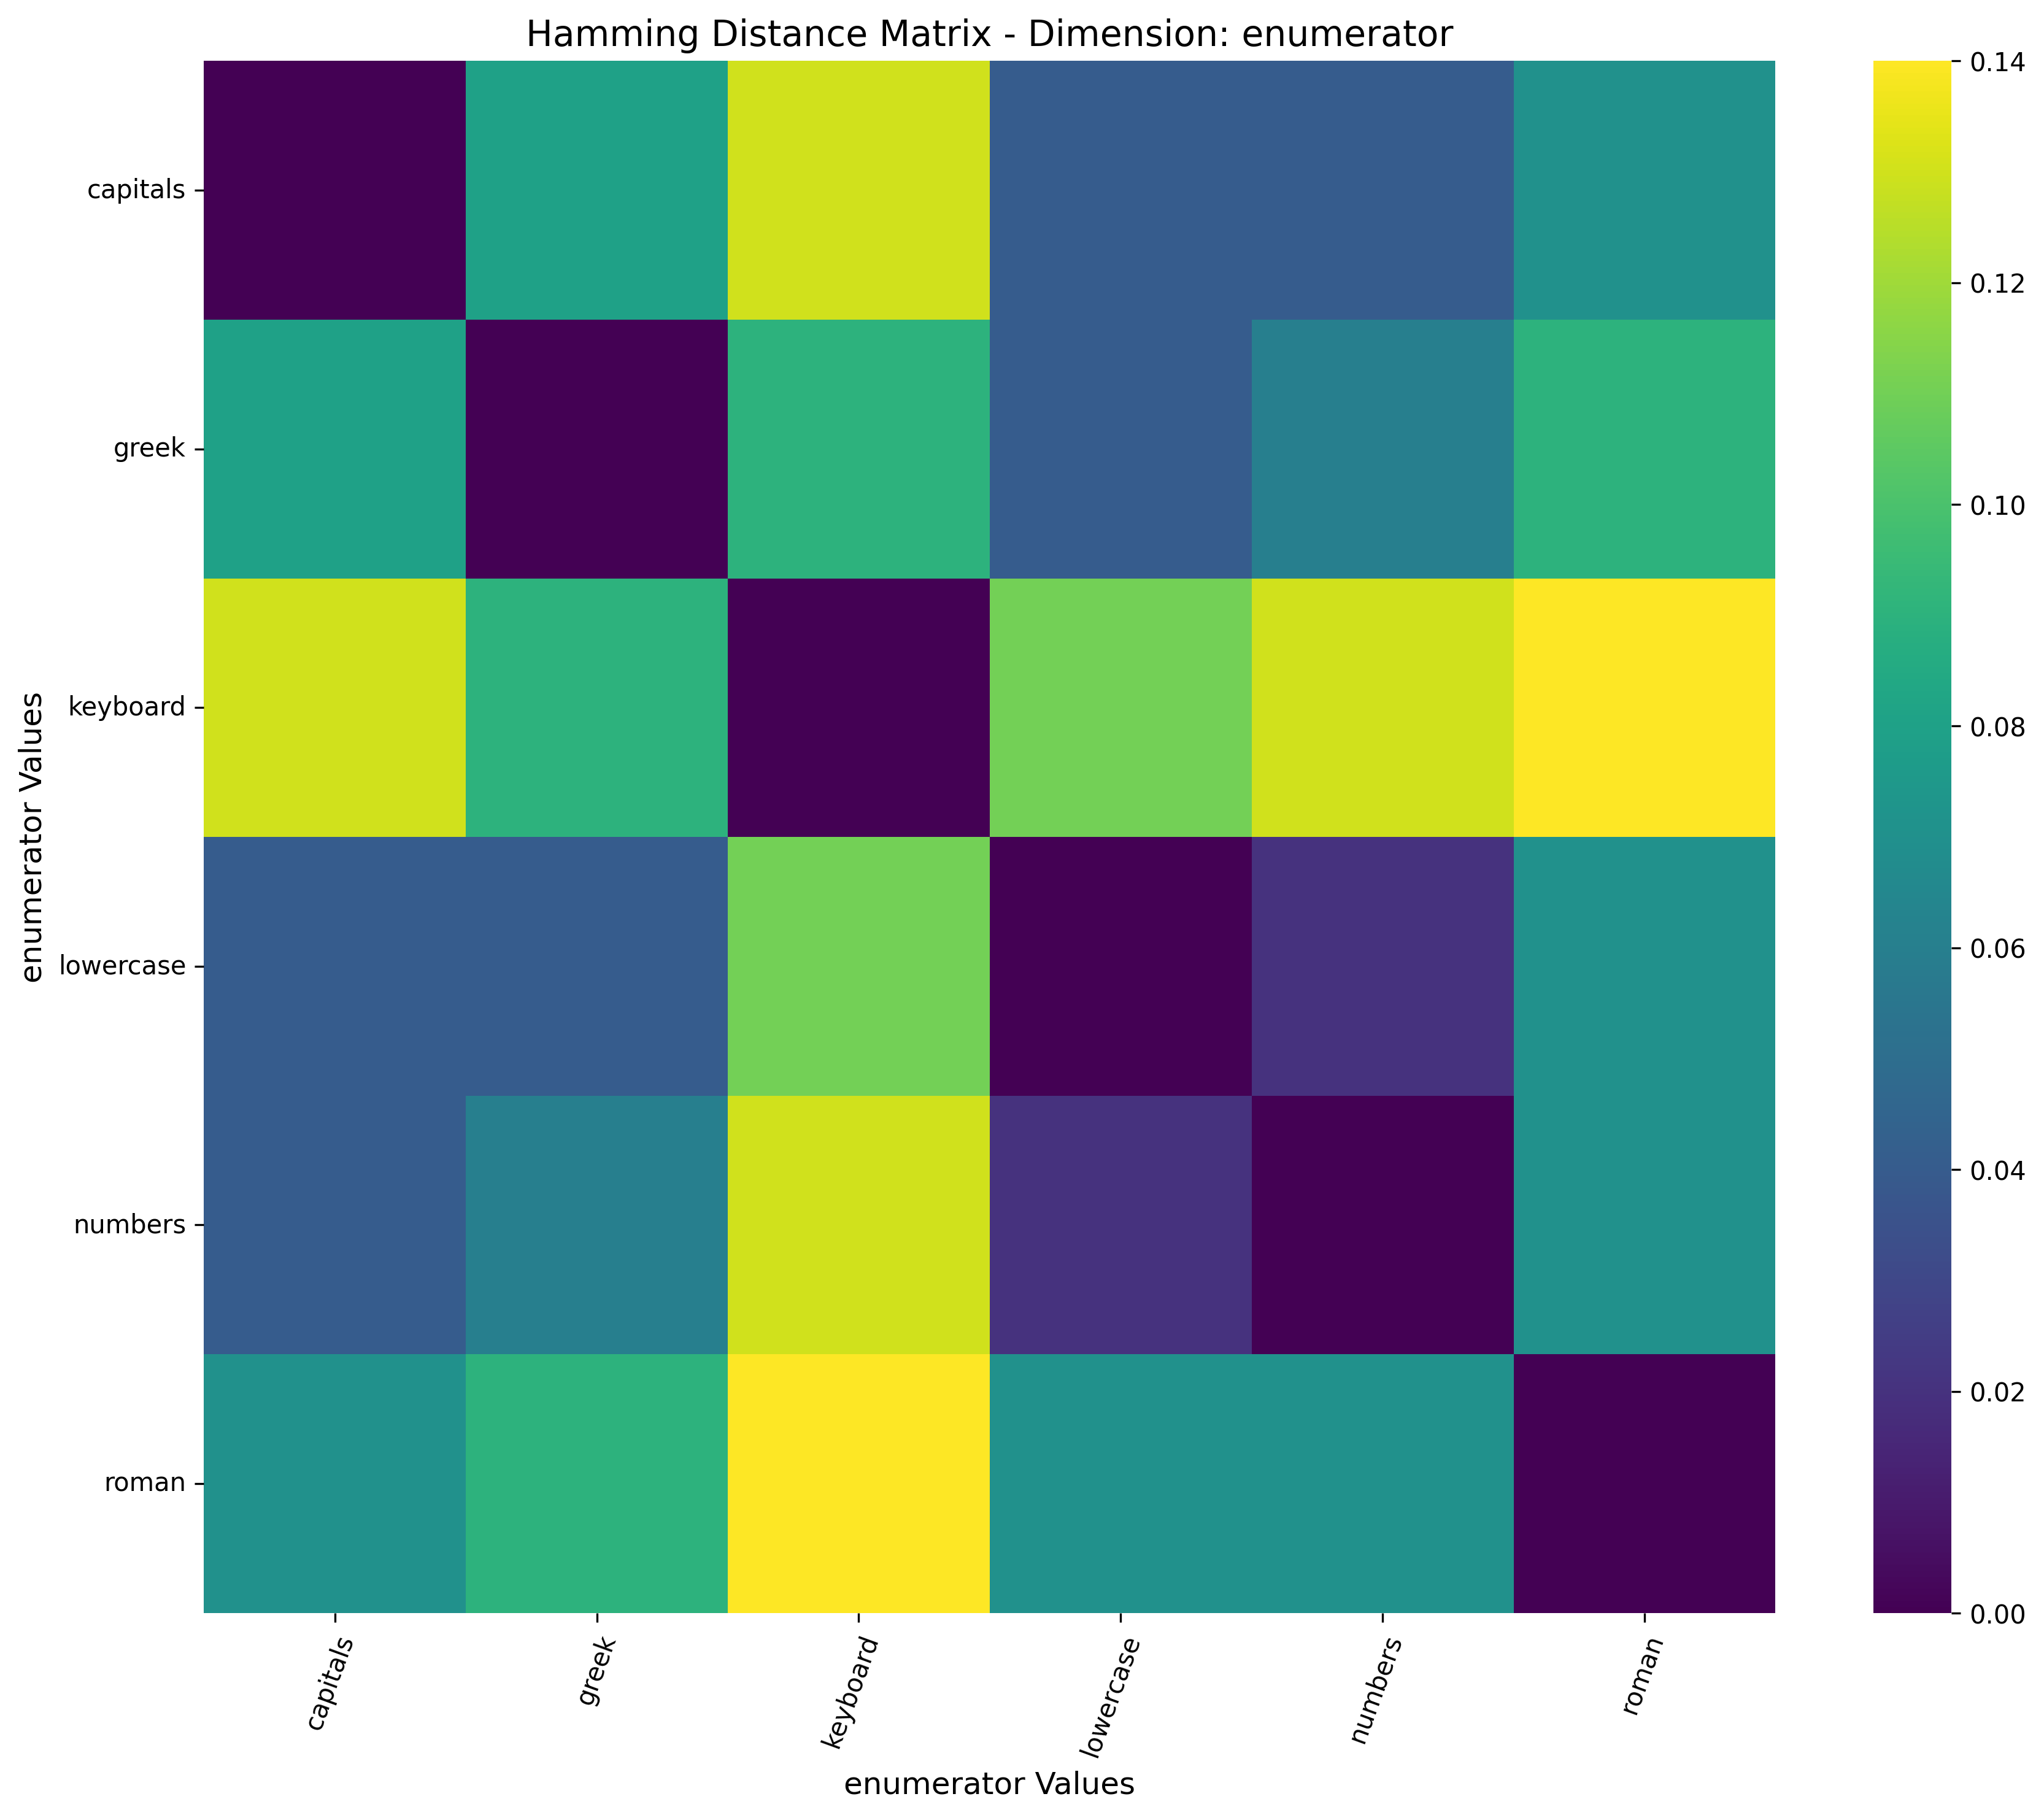 Hamming Distance Matrix - Dimension: enumerator
enumerator Values
capitals
greek
keyboard
lowercase
numbers
roman
capitals
greek
keyboard
lowercase
numbers
roman
enumerator Values
0.14
0.12
0.10
0.08
0.06
0.04
0.02
0.00